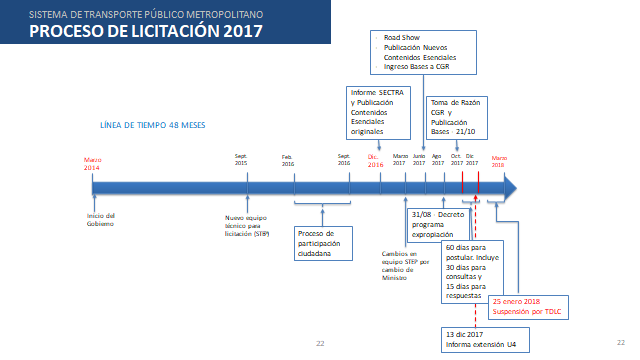 SISTEMA DE TRANSPORTE PÚBLICO METROPOLITANO
PROCESO DE LICITACIÓN 2017
· Road Show
· Publicación Nuevos
Contenidos Esenciales
· Ingreso Bases a CGR
Informe SECTRA
y Publicación
Contenidos
Esenciales
originales
Toma de Razón
CGR y
Publicación
Bases - 21/10
LÍNEA DE TIEMPO 48 MESES
Marzo
2014
Sept.
2015
Feb.
2016
Sept.
2016
Dic.
2016
Marzo
2017
Junio
2017
Ago
2017
Oct.
2017
Dic
2017
Marzo
2018
Inicio del
Gobierno
Nuevo equipo
técnico para
licitación (STEP)
Proceso de
participación
ciudadana
Cambios en
equipo STEP por
cambio de
Ministro
31/08 - Decreto
programa
expropiación
60 días para
postular. Incluye
30 días para
consultas y
15 días para
respuestas
25 enero 2018
Suspensión por TDLC
13 dic 2017
Informa extensión U4
22
22